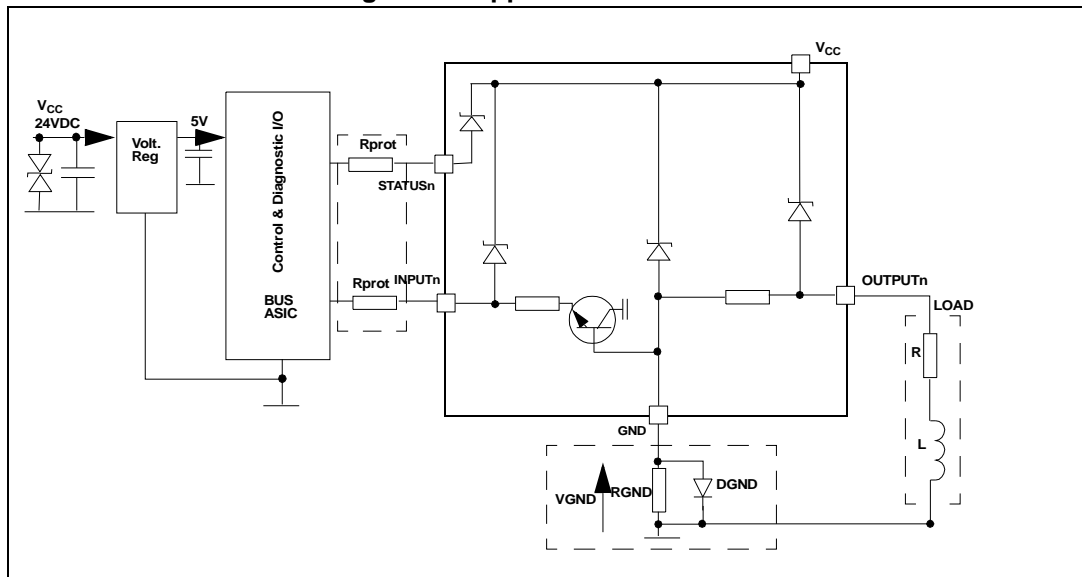 VCC
VCC
24VDC
Volt.
Reg
5V
Control & Diagnostic I/O
BUS
ASIC
Rprot
STATUSn
Rprot
INPUTn
OUTPUTn
LOAD
R
L
GND
VGND
RGND
DGND